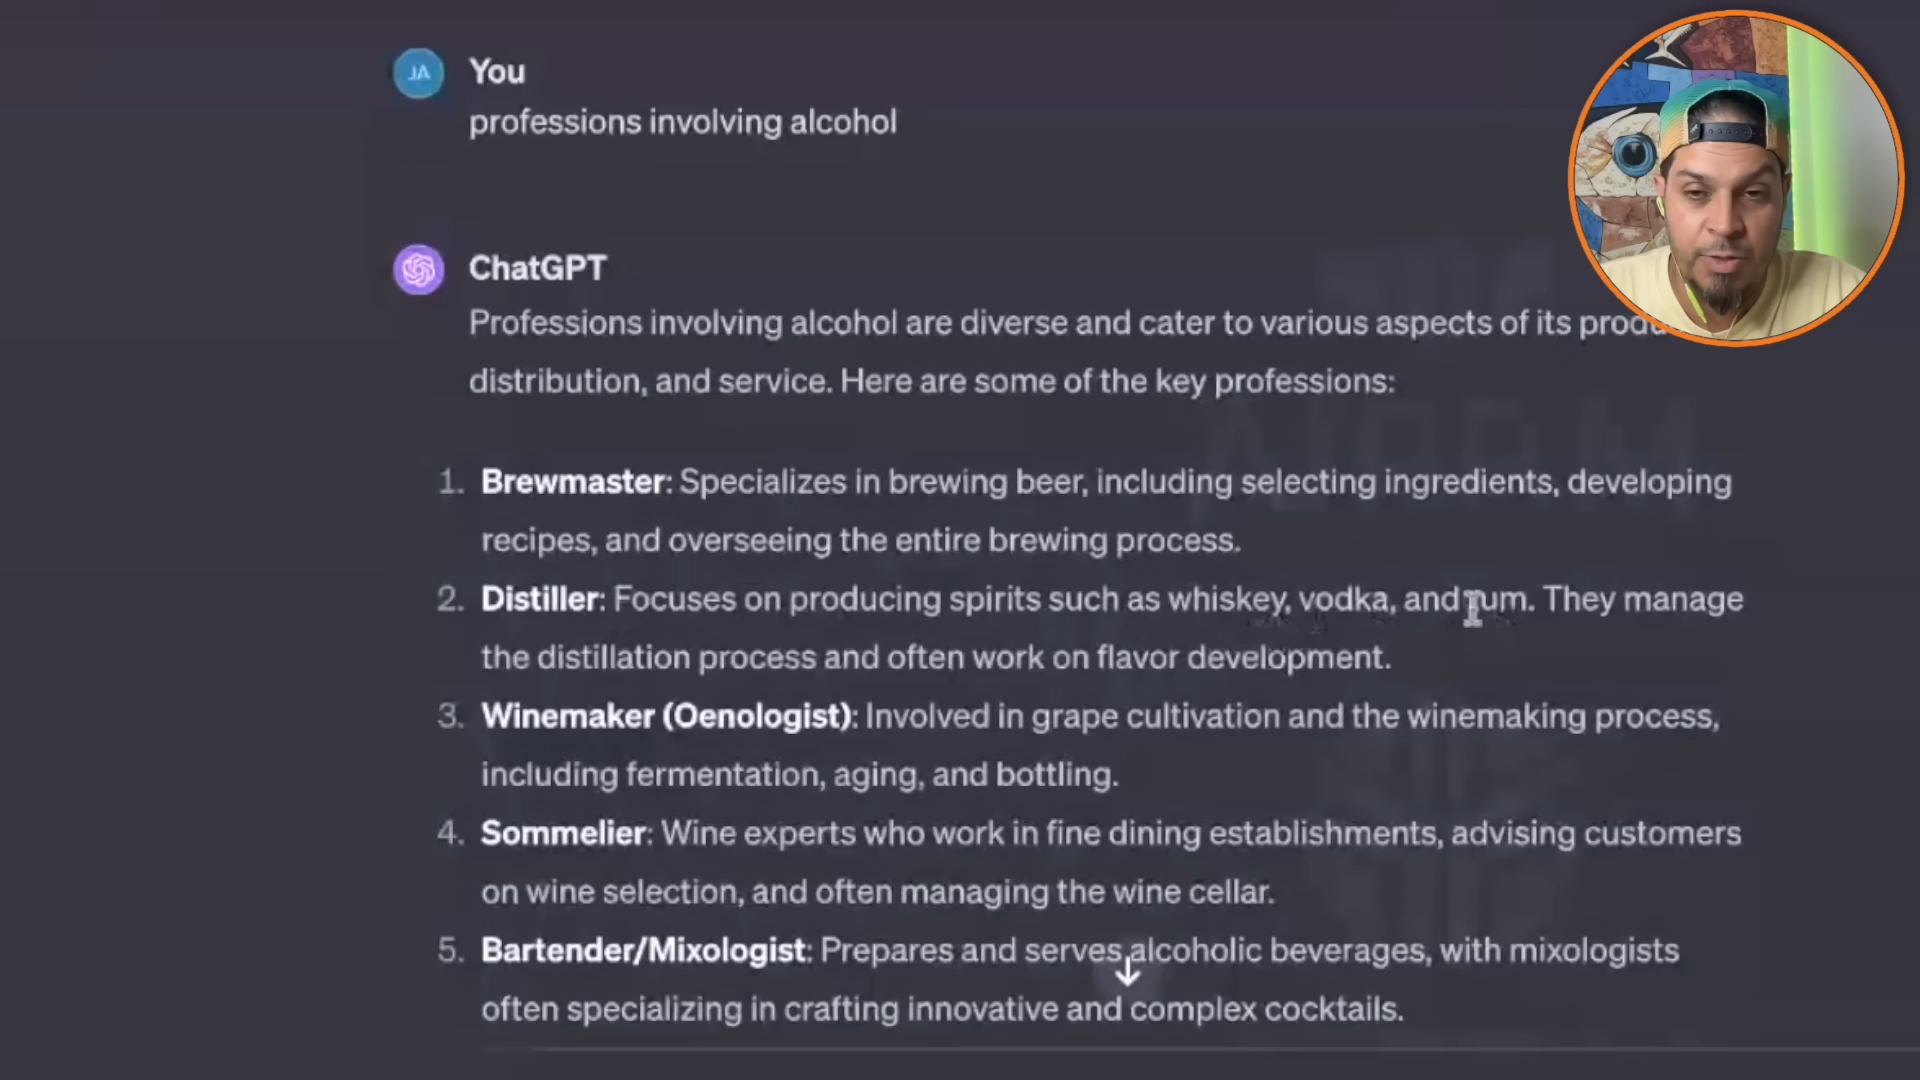 JA
You
professions involving alcohol
ChatGPT
Professions involving alcohol are diverse and cater to various aspects of its
distribution, and service. Here are some of the key professions:
1. Brewmaster: Specializes in brewing beer, including selecting ingredients, developing
recipes, and overseeing the entire brewing process.
2. Distiller: Focuses on producing spirits such as whiskey, vodka, and rum. They manage
the distillation process and often work on flavor development.
3. Winemaker (Oenologist): Involved in grape cultivation and the winemaking process,
including fermentation, aging, and bottling.
4. Sommelier: Wine experts who work in fine dining establishments, advising customers
on wine selection, and often managing the wine cellar.
5. Bartender/Mixologist: Prepares and serves alcoholic beverages, with mixologists
often specializing in crafting innovative and complex cocktails.